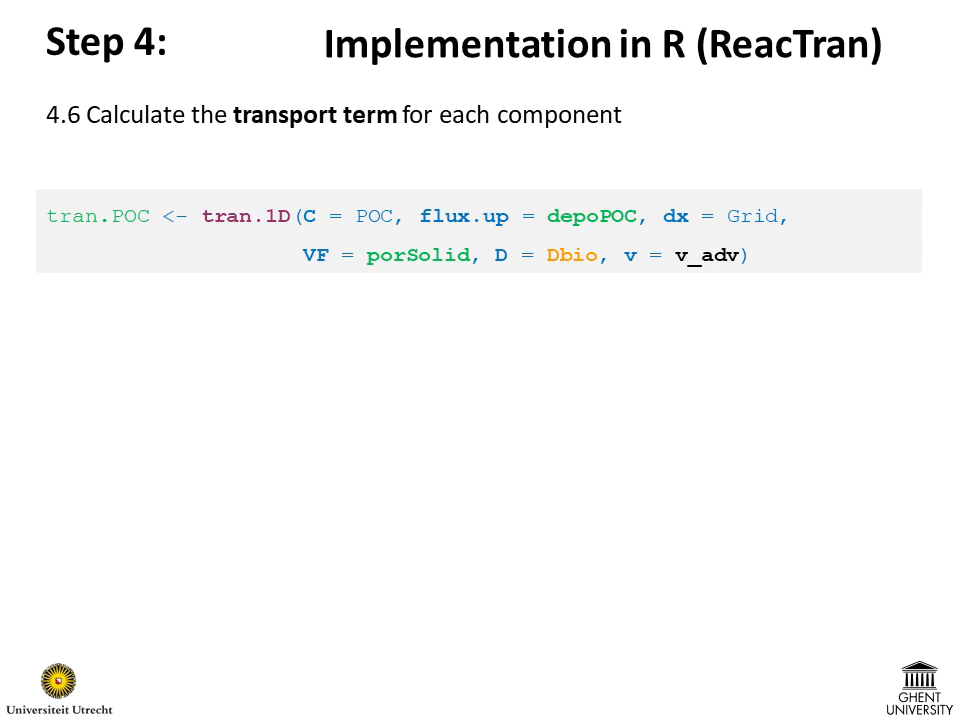 Step 4:
Implementation in R (ReacTran)
4.6 Calculate the transport term for each component
tran.POC <- tran.1D(C = POC, flux.up = depoPOC, dx = Grid,
VF = porSolid, D = Dbio, v = v_adv)
Universiteit Utrecht
GHENT
UNIVERSITY